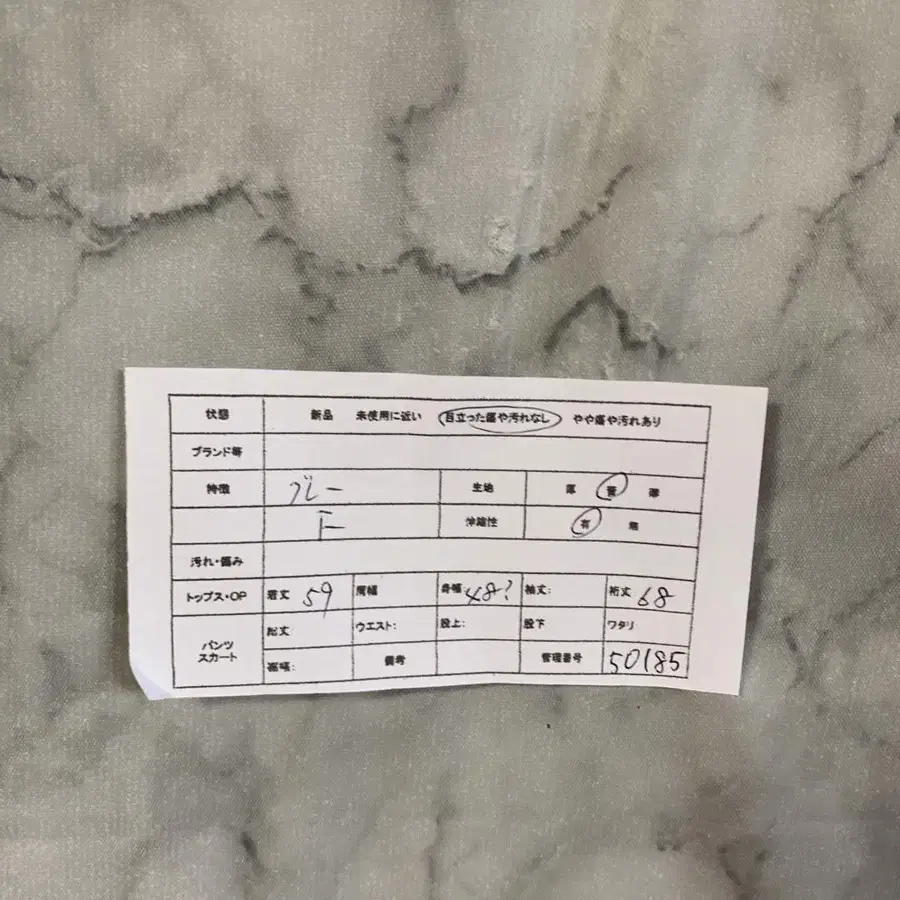 状態 新品 未使用に近い 目立った傷や汚れなし やや傷や汚れあり
ブランド等
特徴 グレー 生地 厚 普 薄
F 伸縮性 有 無
汚れ・傷み
トップス・OP 着丈 59 肩幅 身幅: 48? 袖丈: 裄丈 68
パンツ スカート 総丈: ウエスト: 股上: 股下 ワタリ
裾幅: 備考 管理番号 50185